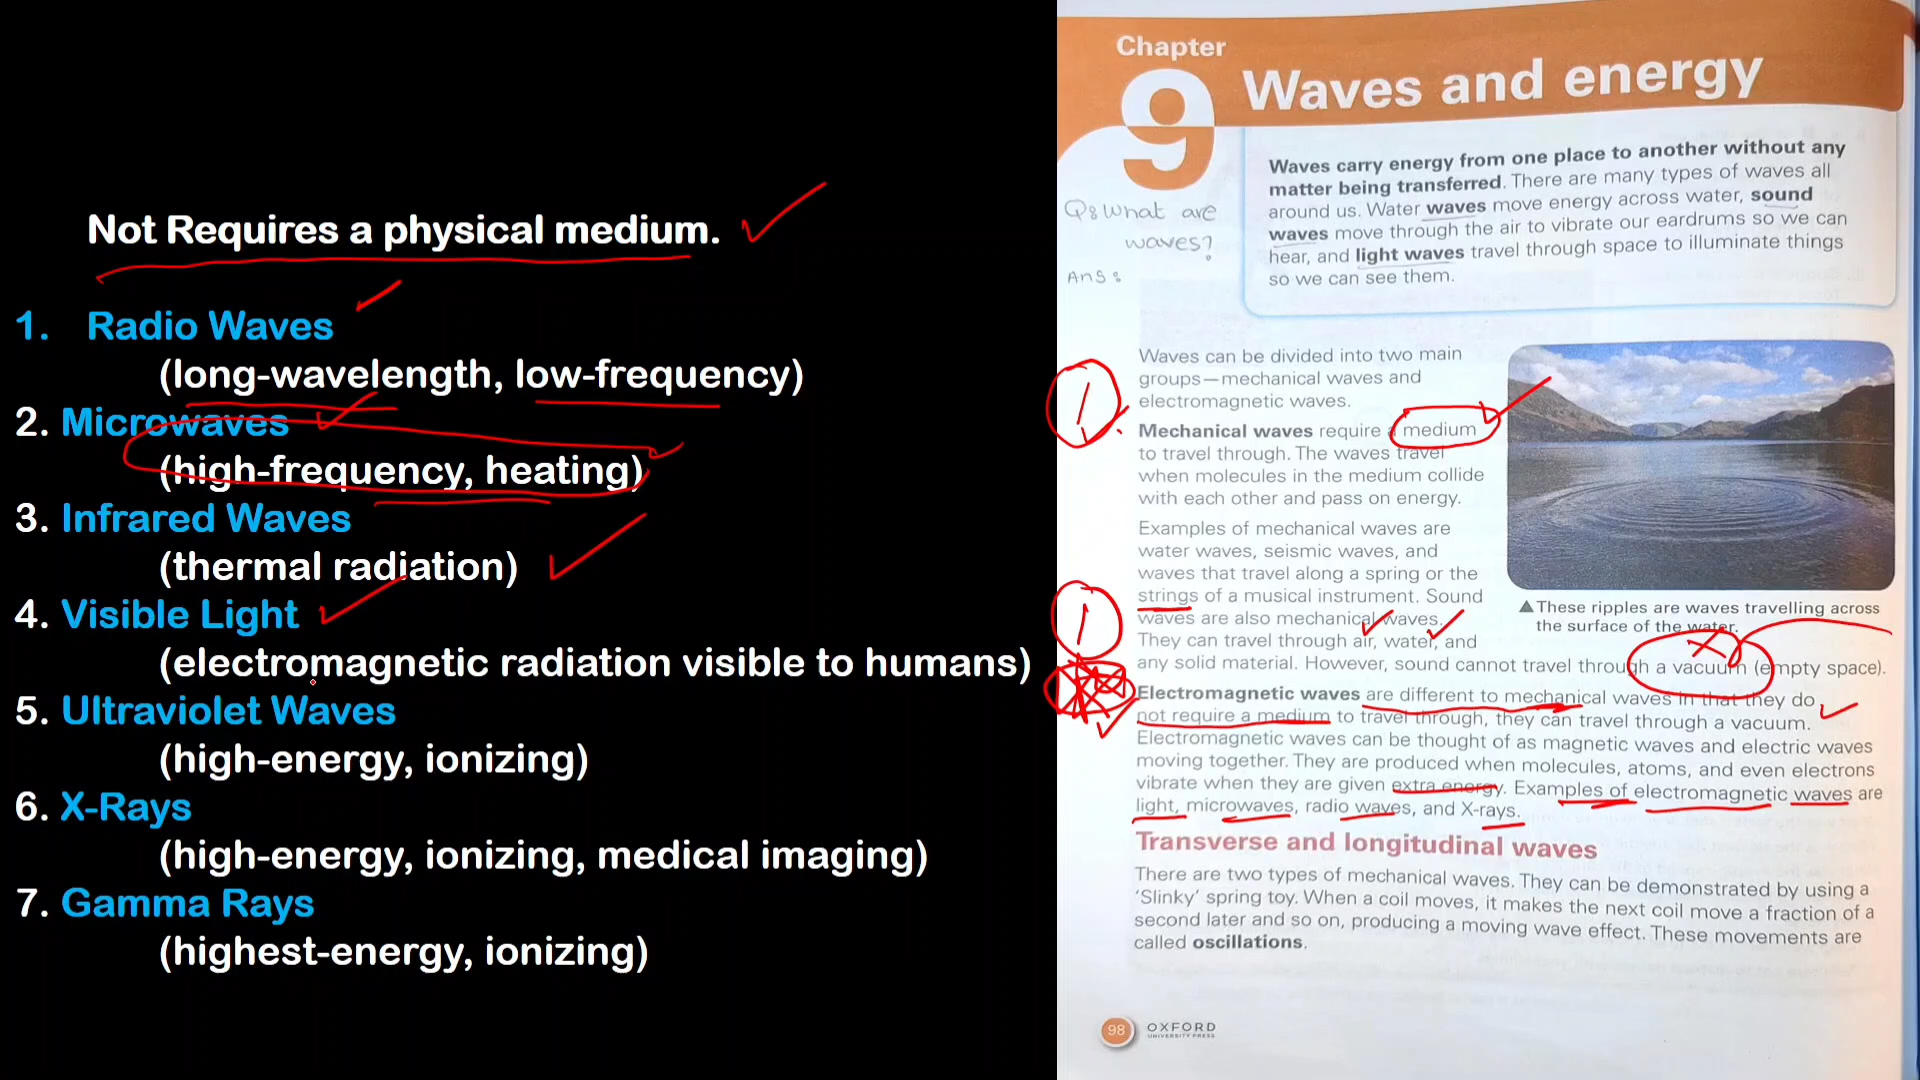 Not Requires a physical medium.
1. Radio Waves
(long-wavelength, low-frequency)
2. Microwaves
(high-frequency, heating)
3. Infrared Waves
(thermal radiation)
4. Visible Light
(electromagnetic radiation visible to humans)
5. Ultraviolet Waves
(high-energy, ionizing)
6. X-Rays
(high-energy, ionizing, medical imaging)
7. Gamma Rays
(highest-energy, ionizing)
Chapter
9 Waves and energy
Waves carry energy from one place to another without any
matter being transferred. There are many types of waves all
around us. Water waves move energy across water, sound
waves move through the air to vibrate our eardrums so we can
hear, and light waves travel through space to illuminate things
so we can see them.
Q: What are
waves?
Ans:
Waves can be divided into two main
groups—mechanical waves and
electromagnetic waves.
Mechanical waves require a medium
to travel through. The waves travel
when molecules in the medium collide
with each other and pass on energy.
Examples of mechanical waves are
water waves, seismic waves, and
waves that travel along a spring or the
strings of a musical instrument. Sound
waves are also mechanical waves.
They can travel through air, water, and
any solid material. However, sound cannot travel through a vacuum (empty space).
▲ These ripples are waves travelling across
the surface of the water.
Electromagnetic waves are different to mechanical waves in that they do
not require a medium to travel through, they can travel through a vacuum.
Electromagnetic waves can be thought of as magnetic waves and electric waves
moving together. They are produced when molecules, atoms, and even electrons
vibrate when they are given extra energy. Examples of electromagnetic waves are
light, microwaves, radio waves, and X-rays.
Transverse and longitudinal waves
There are two types of mechanical waves. They can be demonstrated by using a
'Slinky' spring toy. When a coil moves, it makes the next coil move a fraction of a
second later and so on, producing a moving wave effect. These movements are
called oscillations.
98 OXFORD
UNIVERSITY PRESS